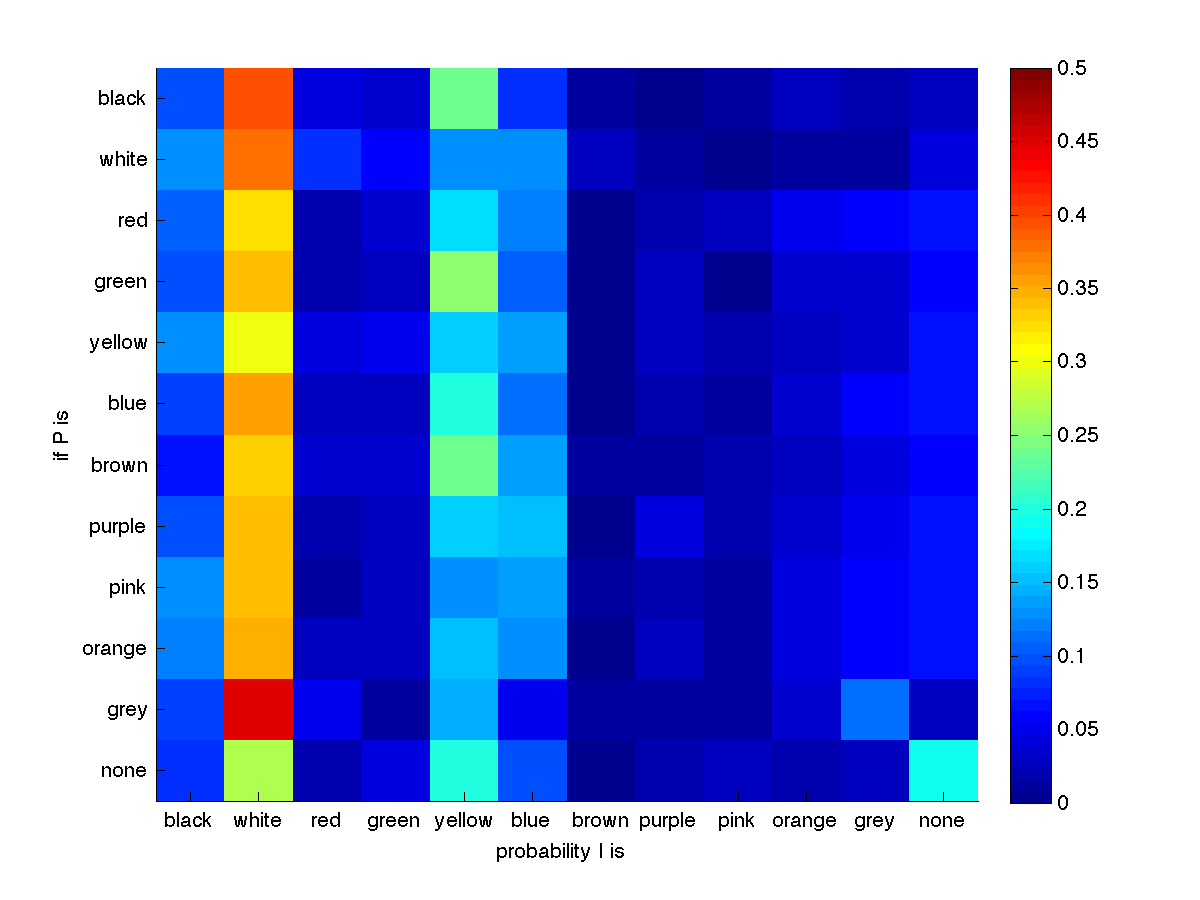 black
white
red
green
yellow
blue
brown
purple
pink
orange
grey
none
if P is
black white red green yellow blue brown purple pink orange grey none
probability I is
0.5
0.45
0.4
0.35
0.3
0.25
0.2
0.15
0.1
0.05
0